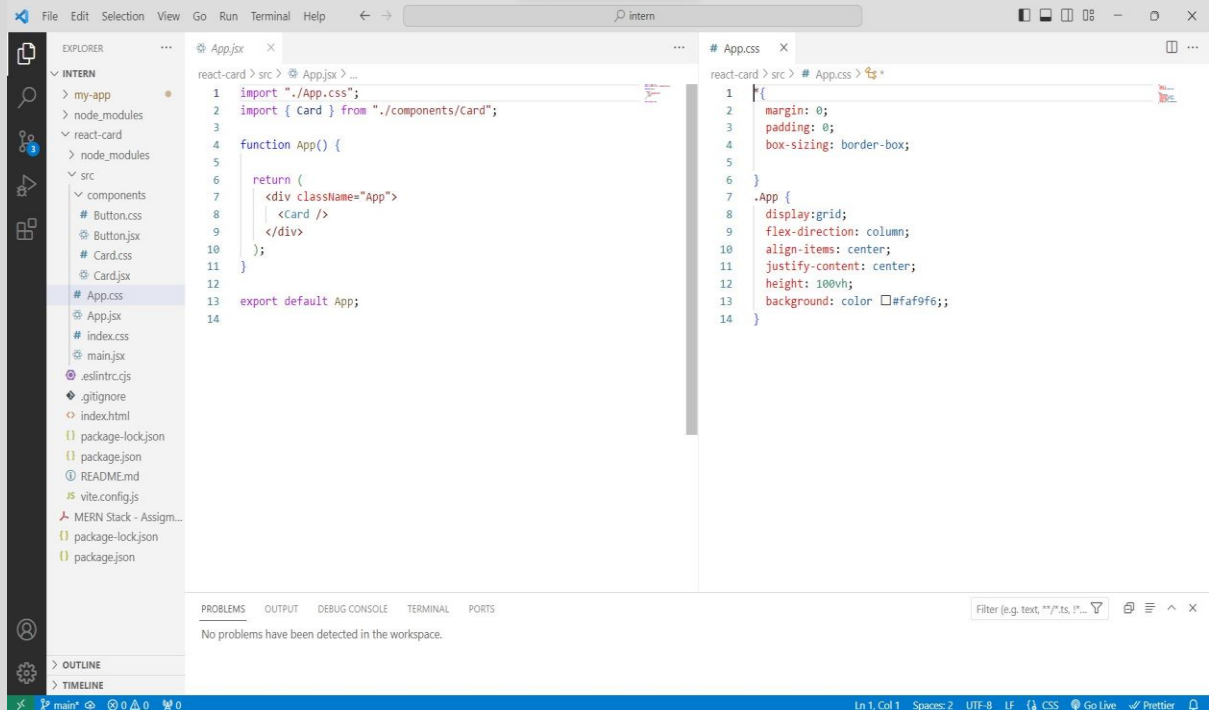 File Edit Selection View Go Run Terminal Help
intern
EXPLORER
INTERN
my-app
node_modules
react-card
node_modules
src
components
# Button.css
Button.jsx
# Card.css
Card.jsx
# App.css
App.jsx
# index.css
main.jsx
.eslintrc.cjs
.gitignore
index.html
{} package-lock.json
{} package.json
README.md
JS vite.config.js
MERN Stack - Assigm...
{} package-lock.json
{} package.json
OUTLINE
TIMELINE
App.jsx
react-card > src > App.jsx > ...
1 import "./App.css";
2 import { Card } from "./components/Card";
3
4 function App() {
5
6 return (
7 <div className="App">
8 <Card />
9 </div>
10 );
11 }
12
13 export default App;
14
# App.css
react-card > src > # App.css > *
1 *{
2 margin: 0;
3 padding: 0;
4 box-sizing: border-box;
5
6 }
7 .App {
8 display:grid;
9 flex-direction: column;
10 align-items: center;
11 justify-content: center;
12 height: 100vh;
13 background: color #faf9f6;;
14 }
PROBLEMS OUTPUT DEBUG CONSOLE TERMINAL PORTS
Filter (e.g. text, **/*.ts, !*...
No problems have been detected in the workspace.
3
main* 0 0 0 Ln 1, Col 1 Spaces: 2 UTF-8 LF {} CSS Go Live Prettier